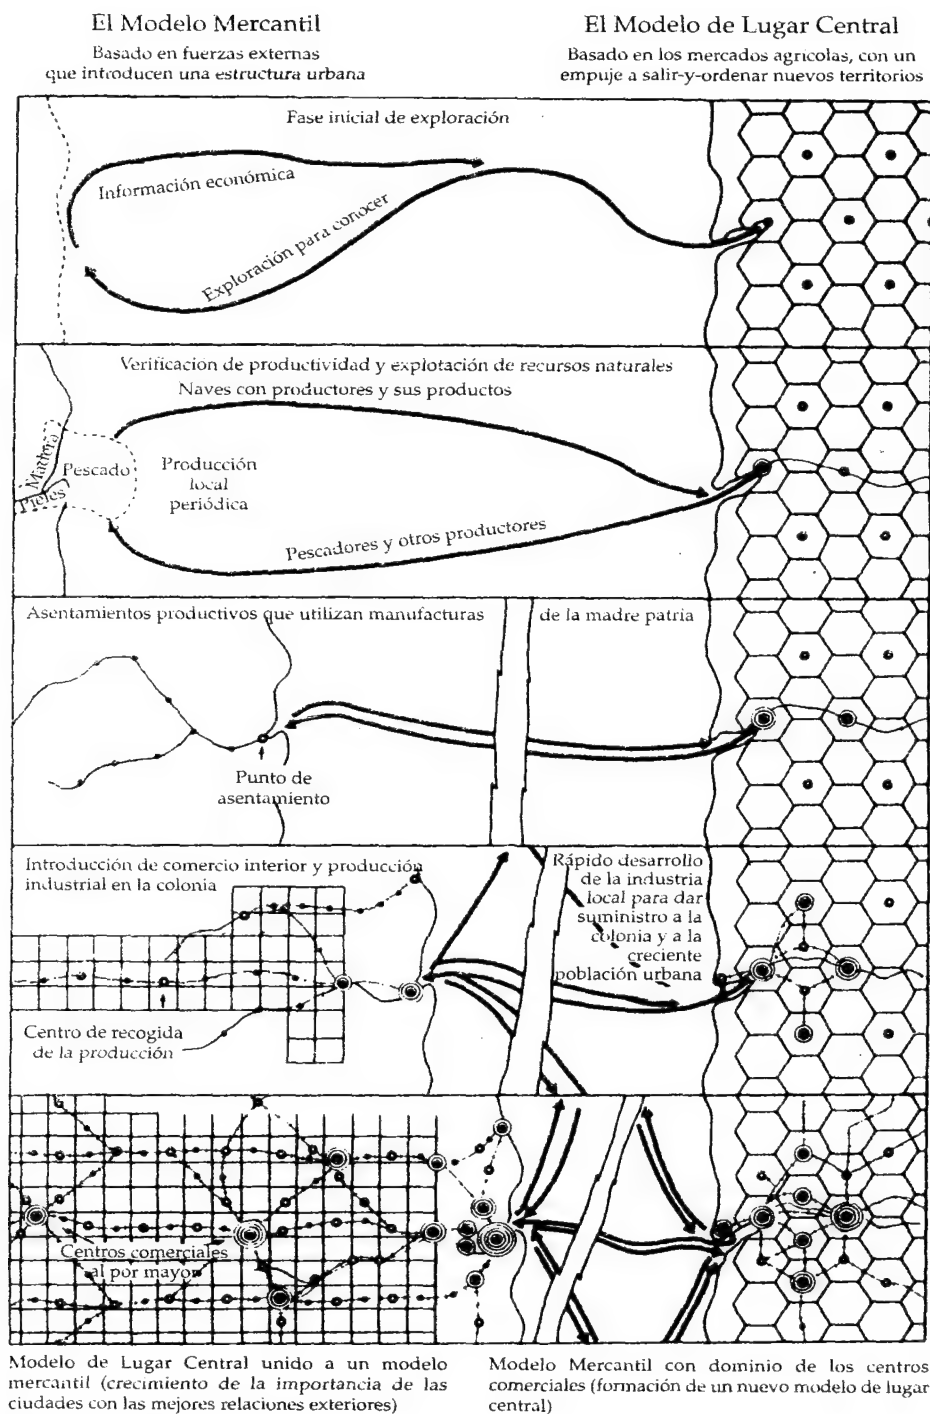 El Modelo Mercantil
Basado en fuerzas externas
que introducen una estructura urbana
El Modelo de Lugar Central
Basado en los mercados agrícolas, con un
empuje a salir-y-ordenar nuevos territorios
Fase inicial de exploración
Información económica
Exploración para conocer
Verificación de productividad y explotación de recursos naturales
Naves con productores y sus productos
Madera
Pescado
Pieles
Producción
local
periódica
Pescadores y otros productores
Asentamientos productivos que utilizan manufacturas
de la madre patria
Punto de
asentamiento
Introducción de comercio interior y producción
industrial en la colonia
Centro de recogida
de la producción
Rápido desarrollo
de la industria
local para dar
suministro a la
colonia y a la
creciente
población urbana
Centros comerciales
al por mayor
Modelo de Lugar Central unido a un modelo
mercantil (crecimiento de la importancia de las
ciudades con las mejores relaciones exteriores)
Modelo Mercantil con dominio de los centros
comerciales (formación de un nuevo modelo de lugar
central)